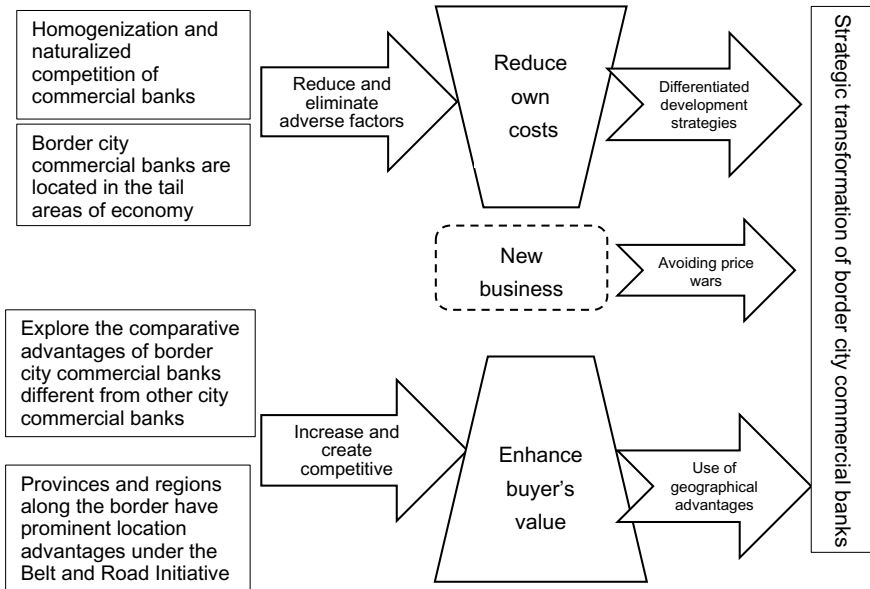 Homogenization and
naturalized
competition of
commercial banks
Border city
commercial banks are
located in the tail
areas of economy
Reduce and
eliminate
adverse factors
Reduce
own
costs
Differentiated
development
strategies
New
business
Avoiding price
wars
Explore the comparative
advantages of border
city commercial banks
different from other city
commercial banks
Provinces and regions
along the border have
prominent location
advantages under the
Belt and Road Initiative
Increase and
create
competitive
Enhance
buyer’s
value
Use of
geographical
advantages
Strategic transformation of border city commercial banks